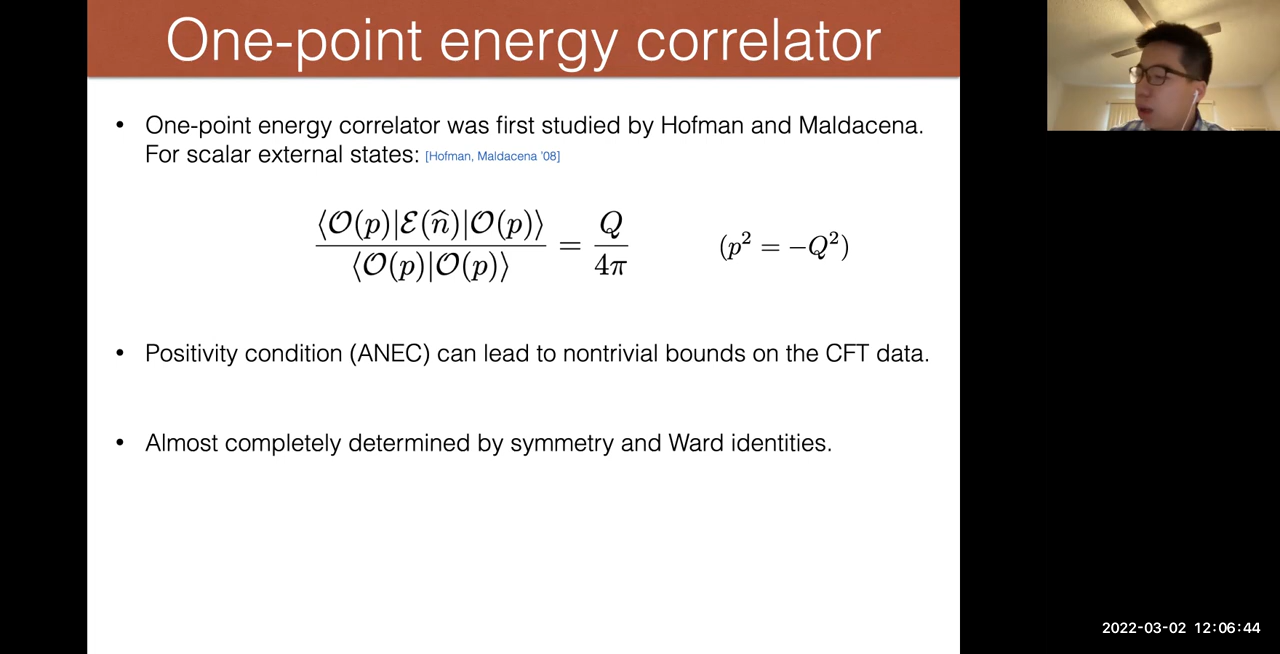 One-point energy correlator
• One-point energy correlator was first studied by Hofman and Maldacena.
For scalar external states: [Hofman, Maldacena '08]
⟨𝒪(p)|ℰ(n̂)|𝒪(p)⟩ / ⟨𝒪(p)|𝒪(p)⟩ = Q / 4π (p² = −Q²)
• Positivity condition (ANEC) can lead to nontrivial bounds on the CFT data.
• Almost completely determined by symmetry and Ward identities.
2022-03-02 12:06:44